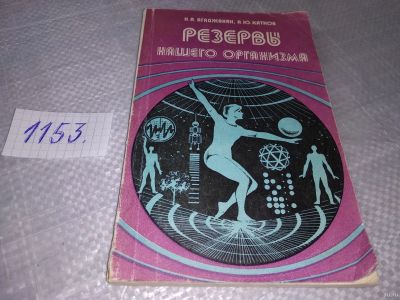 Н. А. АГАДЖАНЯН, А. Ю. КАТКОВ
РЕЗЕРВЫ
НАШЕГО ОРГАНИЗМА
1153.